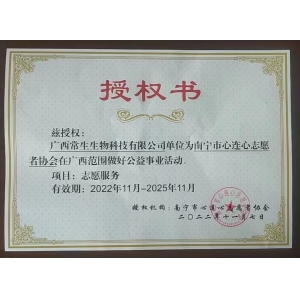 授权书
兹授权：
广西常生生物科技有限公司单位为南宁市心连心志愿
者协会在广西范围做好公益事业活动.
项目：志愿服务
有效期：2022年11月-2025年11月
授权机构：南宁市心连心志愿者协会
二〇二二年十一月七日